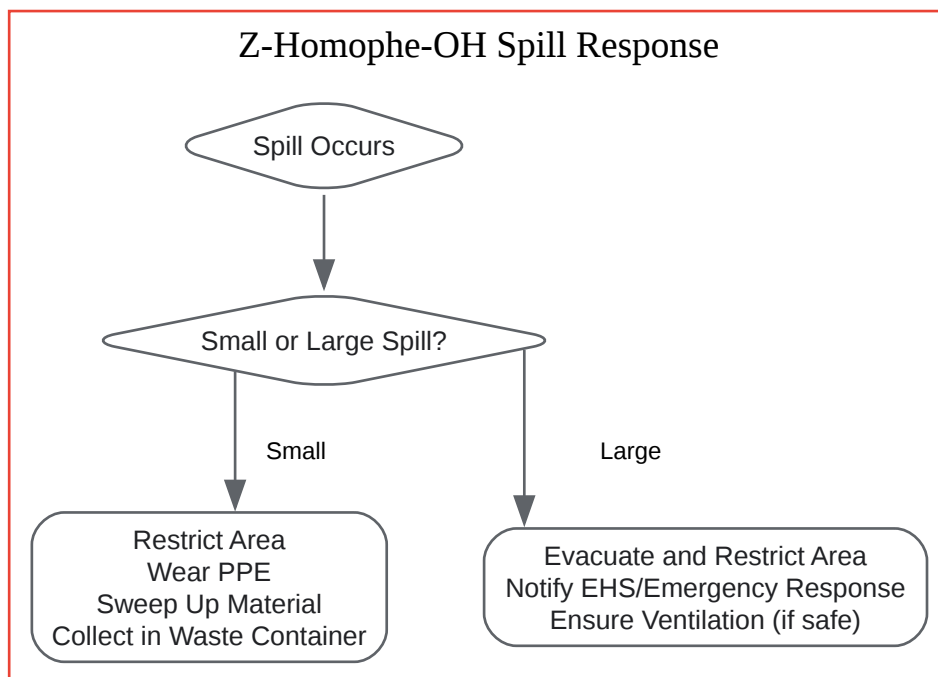 Z-Homophe-OH Spill Response
Spill Occurs
Small or Large Spill?
Small
Large
Restrict Area
Wear PPE
Sweep Up Material
Collect in Waste Container
Evacuate and Restrict Area
Notify EHS/Emergency Response
Ensure Ventilation (if safe)